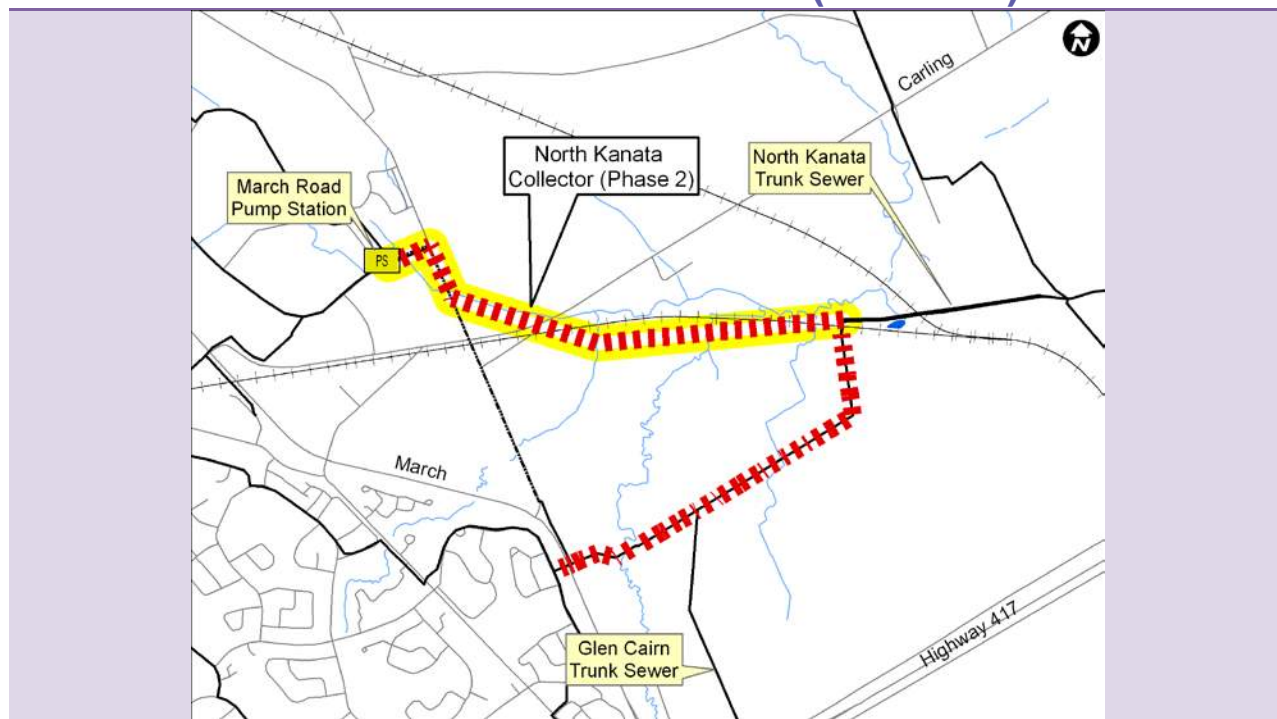 N
Carling
North Kanata
Collector (Phase 2)
North Kanata
Trunk Sewer
March Road
Pump Station
PS
March
Glen Cairn
Trunk Sewer
Highway 417